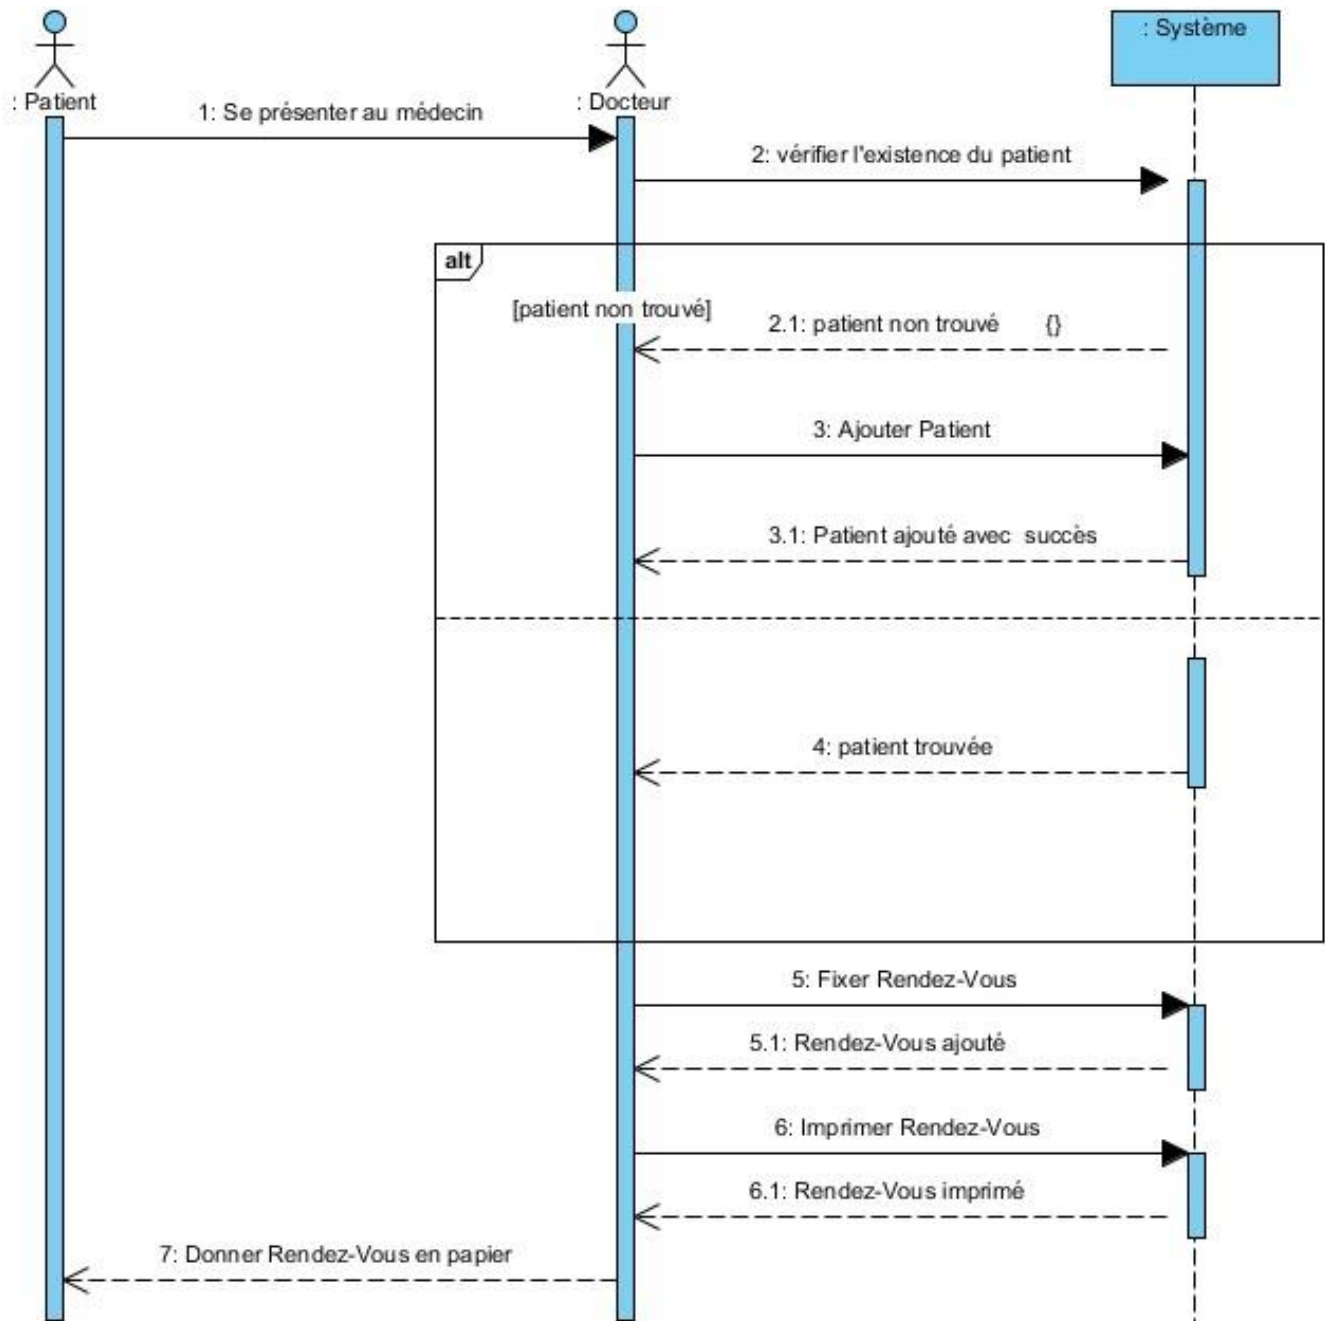 : Système
: Patient
: Docteur
1: Se présenter au médecin
2: vérifier l'existence du patient
alt
[patient non trouvé]
2.1: patient non trouvé {}
3: Ajouter Patient
3.1: Patient ajouté avec succès
4: patient trouvée
5: Fixer Rendez-Vous
5.1: Rendez-Vous ajouté
6: Imprimer Rendez-Vous
6.1: Rendez-Vous imprimé
7: Donner Rendez-Vous en papier